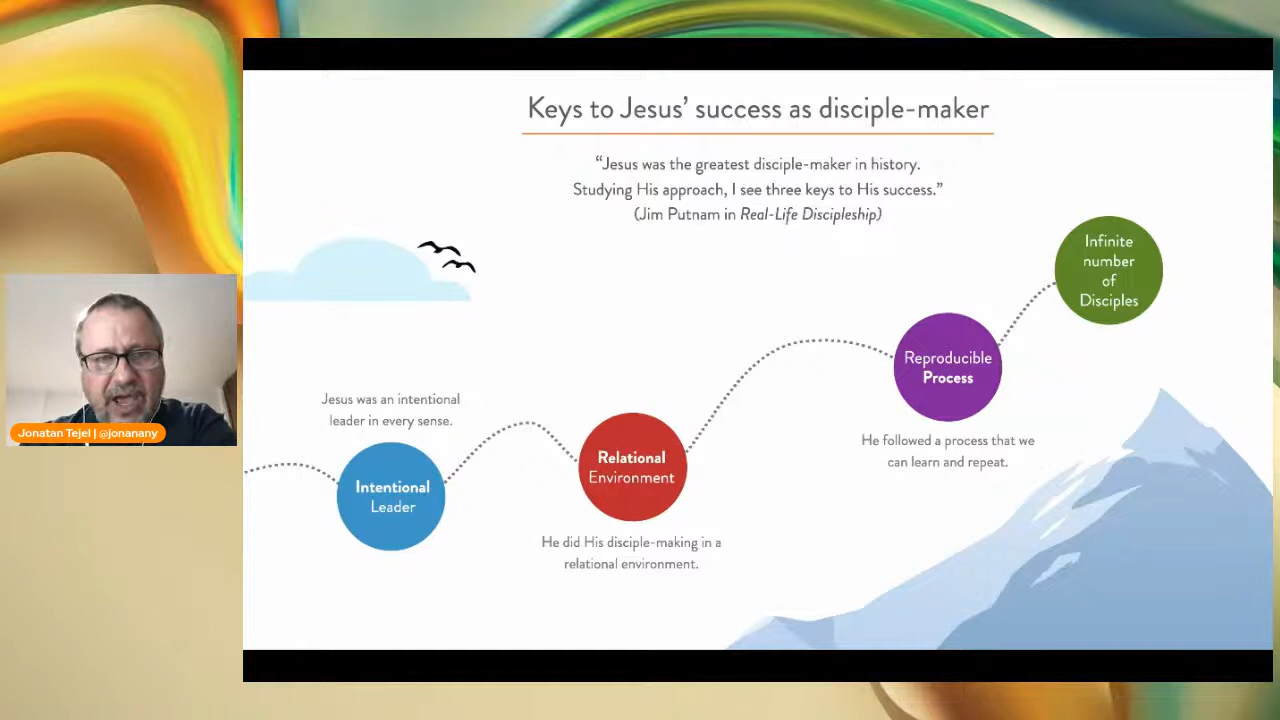 Keys to Jesus’ success as disciple-maker
“Jesus was the greatest disciple-maker in history.
Studying His approach, I see three keys to His success.”
(Jim Putnam in Real-Life Discipleship)
Infinite
number
of
Disciples
Reproducible
Process
He followed a process that we
can learn and repeat.
Jesus was an intentional
leader in every sense.
Intentional
Leader
Relational
Environment
He did His disciple-making in a
relational environment.
Jonatan Tejel | @jonanany